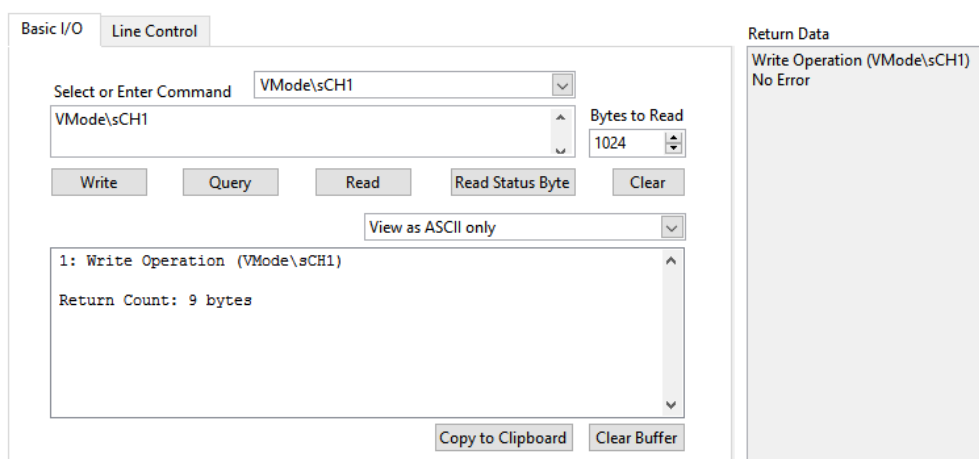 Basic I/O
Line Control
Select or Enter Command
VMode\sCH1
VMode\sCH1
Bytes to Read
1024
Write
Query
Read
Read Status Byte
Clear
View as ASCII only
1: Write Operation (VMode\sCH1)
Return Count: 9 bytes
Copy to Clipboard
Clear Buffer
Return Data
Write Operation (VMode\sCH1)
No Error